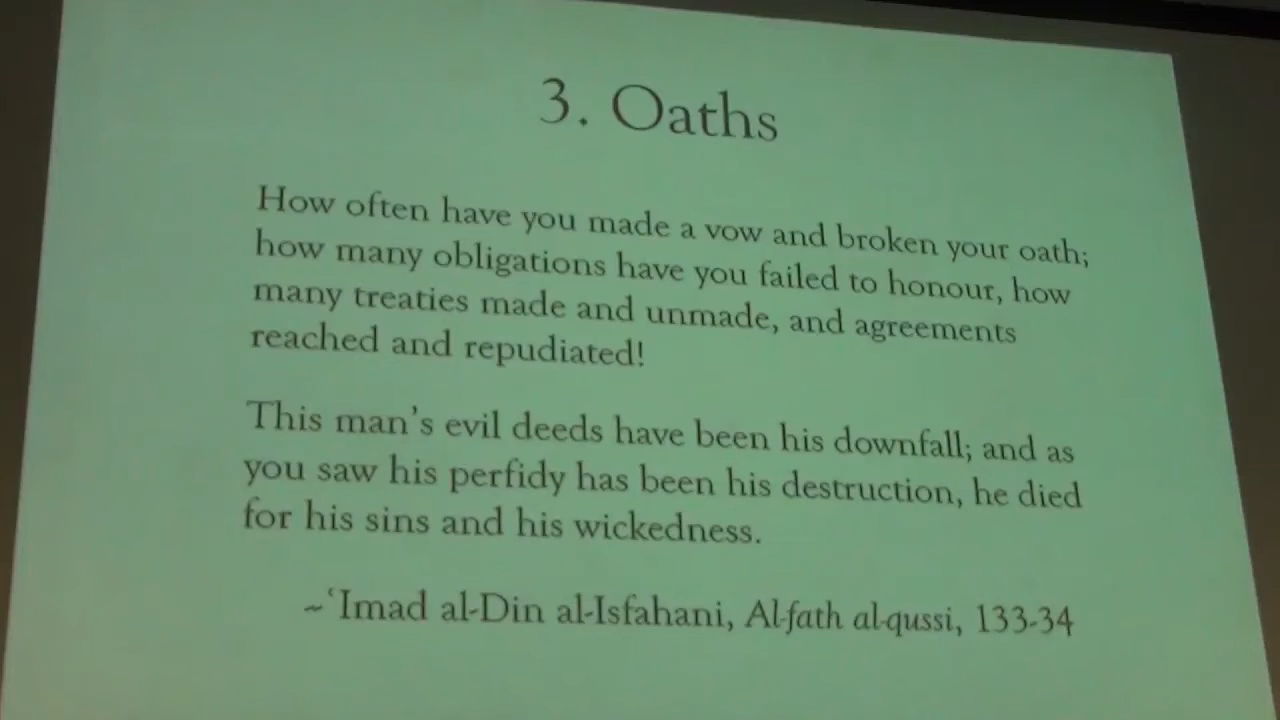 3. Oaths
How often have you made a vow and broken your oath;
how many obligations have you failed to honour, how
many treaties made and unmade, and agreements
reached and repudiated!
This man's evil deeds have been his downfall; and as
you saw his perfidy has been his destruction, he died
for his sins and his wickedness.
~‘Imad al-Din al-Isfahani, Al-fath al-qussi, 133-34